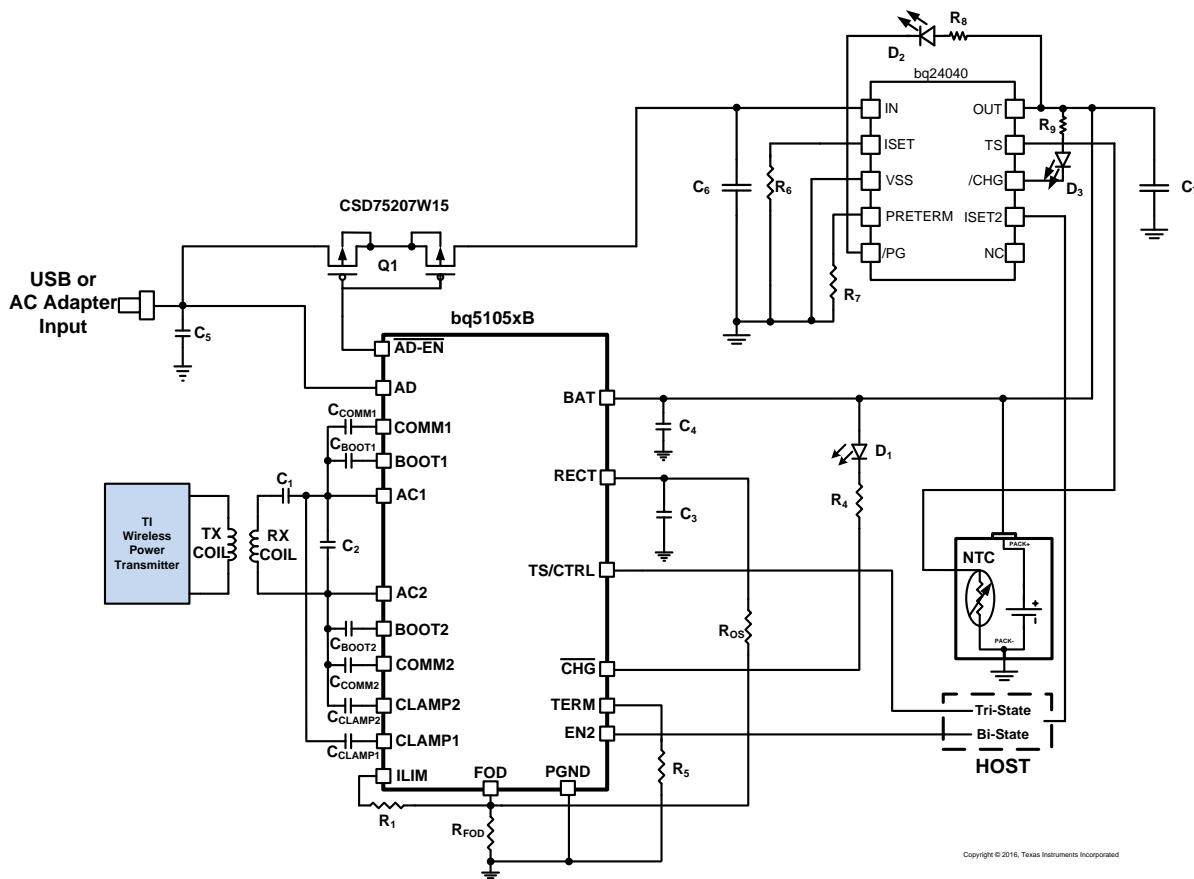 R8
D2
bq24040
IN
OUT
R9
ISET
TS
C6
R6
VSS
/CHG
D3
PRETERM
ISET2
/PG
NC
R7
CSD75207W15
Q1
USB or
AC Adapter
Input
C5
bq5105xB
AD-EN
AD
BAT
CCOMM1
COMM1
C4
D1
CBOOT1
BOOT1
RECT
C1
AC1
R4
C3
TI
Wireless
Power
Transmitter
TX
COIL
RX
COIL
C2
PACK+
NTC
TS/CTRL
AC2
+
-
BOOT2
ROS
CBOOT2
PACK-
COMM2
CHG
CCOMM2
CLAMP2
TERM
Tri-State
CCLAMP2
EN2
Bi-State
CLAMP1
CCLAMP1
HOST
ILIM
FOD
PGND
R5
R1
RFOD
Copyright © 2016, Texas Instruments Incorporated